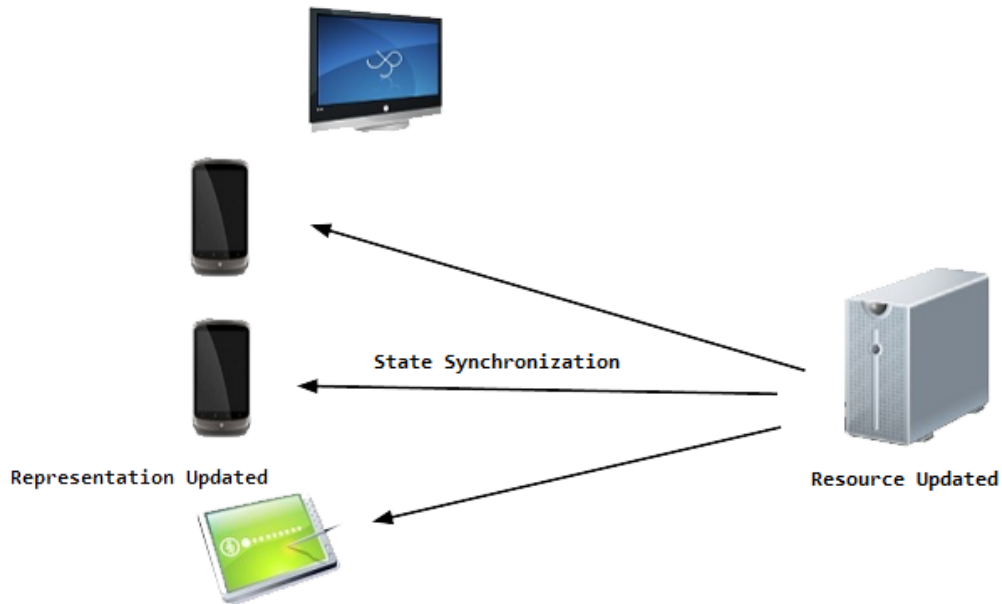 State Synchronization
Representation Updated
Resource Updated